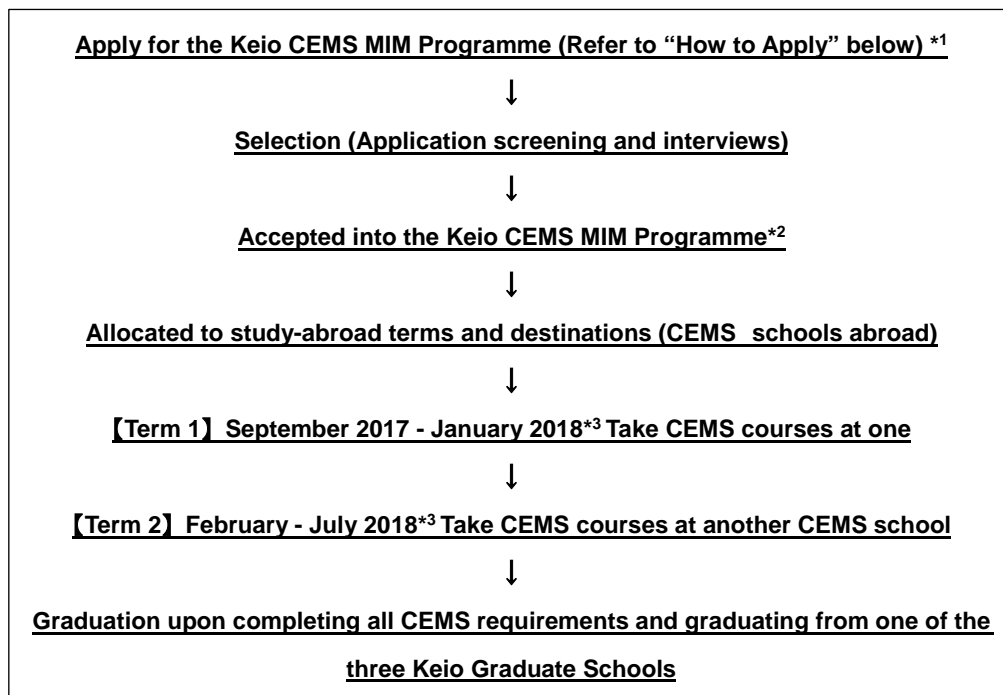 Apply for the Keio CEMS MIM Programme (Refer to “How to Apply” below) *1
↓
Selection (Application screening and interviews)
↓
Accepted into the Keio CEMS MIM Programme*2
↓
Allocated to study-abroad terms and destinations (CEMS schools abroad)
↓
【Term 1】September 2017 - January 2018*3 Take CEMS courses at one
↓
【Term 2】February - July 2018*3 Take CEMS courses at another CEMS school
↓
Graduation upon completing all CEMS requirements and graduating from one of the
three Keio Graduate Schools